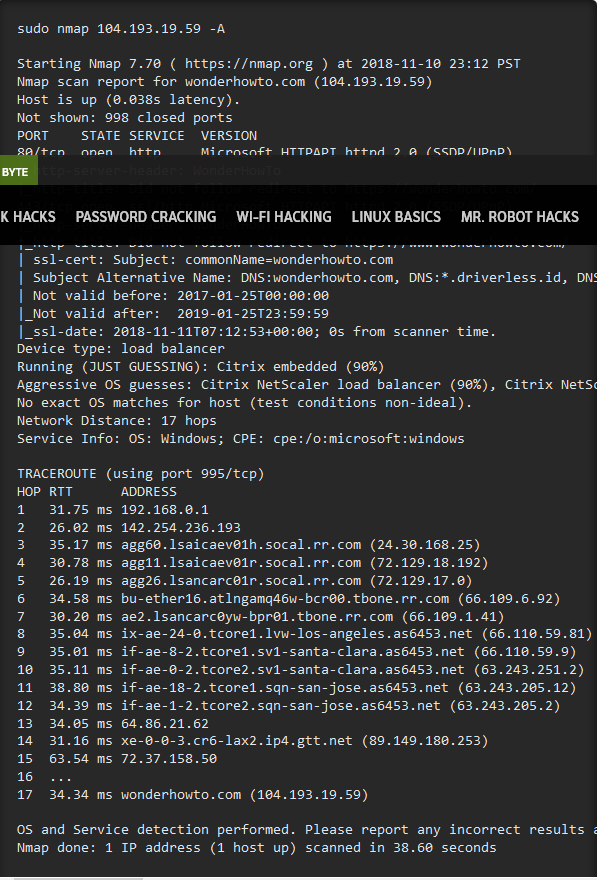 sudo nmap 104.193.19.59 -A
Starting Nmap 7.70 ( https://nmap.org ) at 2018-11-10 23:12 PST
Nmap scan report for wonderhowto.com (104.193.19.59)
Host is up (0.038s latency).
Not shown: 998 closed ports
PORT    STATE SERVICE  VERSION
80/tcp  open  http     Microsoft HTTPAPI httpd 2.0 (SSDP/UPnP)
http-server-header: WonderHowTo
BYTE
K HACKS PASSWORD CRACKING WI-FI HACKING LINUX BASICS MR. ROBOT HACKS
|_http-title: Did not follow redirect to https://www.wonderhowto.com/
| ssl-cert: Subject: commonName=wonderhowto.com
| Subject Alternative Name: DNS:wonderhowto.com, DNS:*.driverless.id, DNS
| Not valid before: 2017-01-25T00:00:00
|_Not valid after:  2019-01-25T23:59:59
|_ssl-date: 2018-11-11T07:12:53+00:00; 0s from scanner time.
Device type: load balancer
Running (JUST GUESSING): Citrix embedded (90%)
Aggressive OS guesses: Citrix NetScaler load balancer (90%), Citrix NetSc
No exact OS matches for host (test conditions non-ideal).
Network Distance: 17 hops
Service Info: OS: Windows; CPE: cpe:/o:microsoft:windows
TRACEROUTE (using port 995/tcp)
HOP RTT      ADDRESS
1   31.75 ms 192.168.0.1
2   26.02 ms 142.254.236.193
3   35.17 ms agg60.lsaicaev01h.socal.rr.com (24.30.168.25)
4   30.78 ms agg11.lsaicaev01r.socal.rr.com (72.129.18.192)
5   26.19 ms agg26.lsancarc01r.socal.rr.com (72.129.17.0)
6   34.58 ms bu-ether16.atlngamq46w-bcr00.tbone.rr.com (66.109.6.92)
7   30.20 ms ae2.lsancarc0yw-bpr01.tbone.rr.com (66.109.1.41)
8   35.04 ms ix-ae-24-0.tcore1.lvw-los-angeles.as6453.net (66.110.59.81)
9   35.01 ms if-ae-8-2.tcore1.sv1-santa-clara.as6453.net (66.110.59.9)
10  35.11 ms if-ae-0-2.tcore2.sv1-santa-clara.as6453.net (63.243.251.2)
11  38.80 ms if-ae-18-2.tcore1.sqn-san-jose.as6453.net (63.243.205.12)
12  34.39 ms if-ae-1-2.tcore2.sqn-san-jose.as6453.net (63.243.205.2)
13  34.05 ms 64.86.21.62
14  31.16 ms xe-0-0-3.cr6-lax2.ip4.gtt.net (89.149.180.253)
15  63.54 ms 72.37.158.50
16  ...
17  34.34 ms wonderhowto.com (104.193.19.59)
OS and Service detection performed. Please report any incorrect results a
Nmap done: 1 IP address (1 host up) scanned in 38.60 seconds